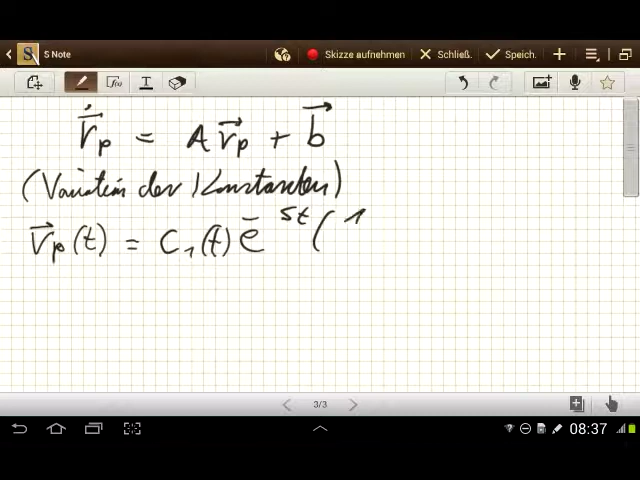 S Note
Skizze aufnehmen
Schließ.
Speich.
f(x)
T
v̇⃗p = A v⃗p + b⃗
(Variation der Konstanten)
v⃗p(t) = C₁(t) e^-5t ( 1
3/3
08:37